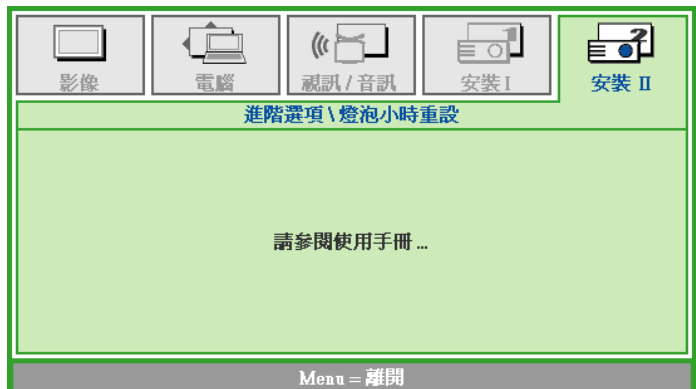 影像 電腦 視訊 / 音訊 安裝 I 安裝 II
進階選項 \ 燈泡小時重設
請參閱使用手冊...
Menu = 離開